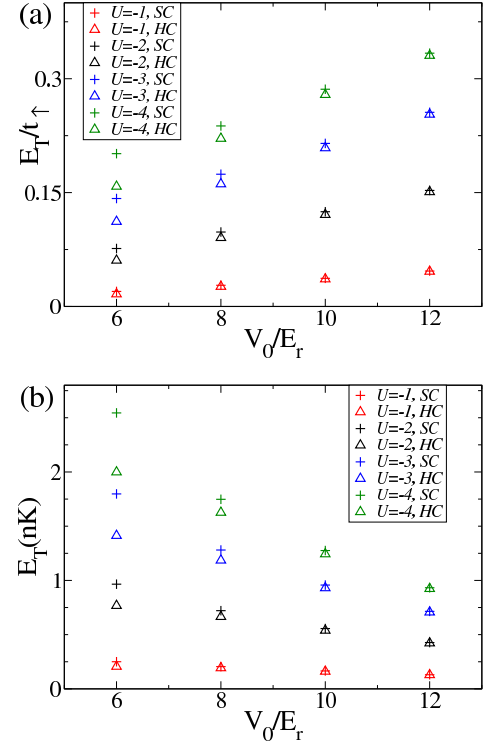 (a)
U=-1, SC
U=-1, HC
U=-2, SC
U=-2, HC
U=-3, SC
U=-3, HC
U=-4, SC
U=-4, HC
E_T/t_↑
0.3
0.15
0
6 8 10 12
V_0/E_r
(b)
U=-1, SC
U=-1, HC
U=-2, SC
U=-2, HC
U=-3, SC
U=-3, HC
U=-4, SC
U=-4, HC
E_T(nK)
2
1
0
6 8 10 12
V_0/E_r